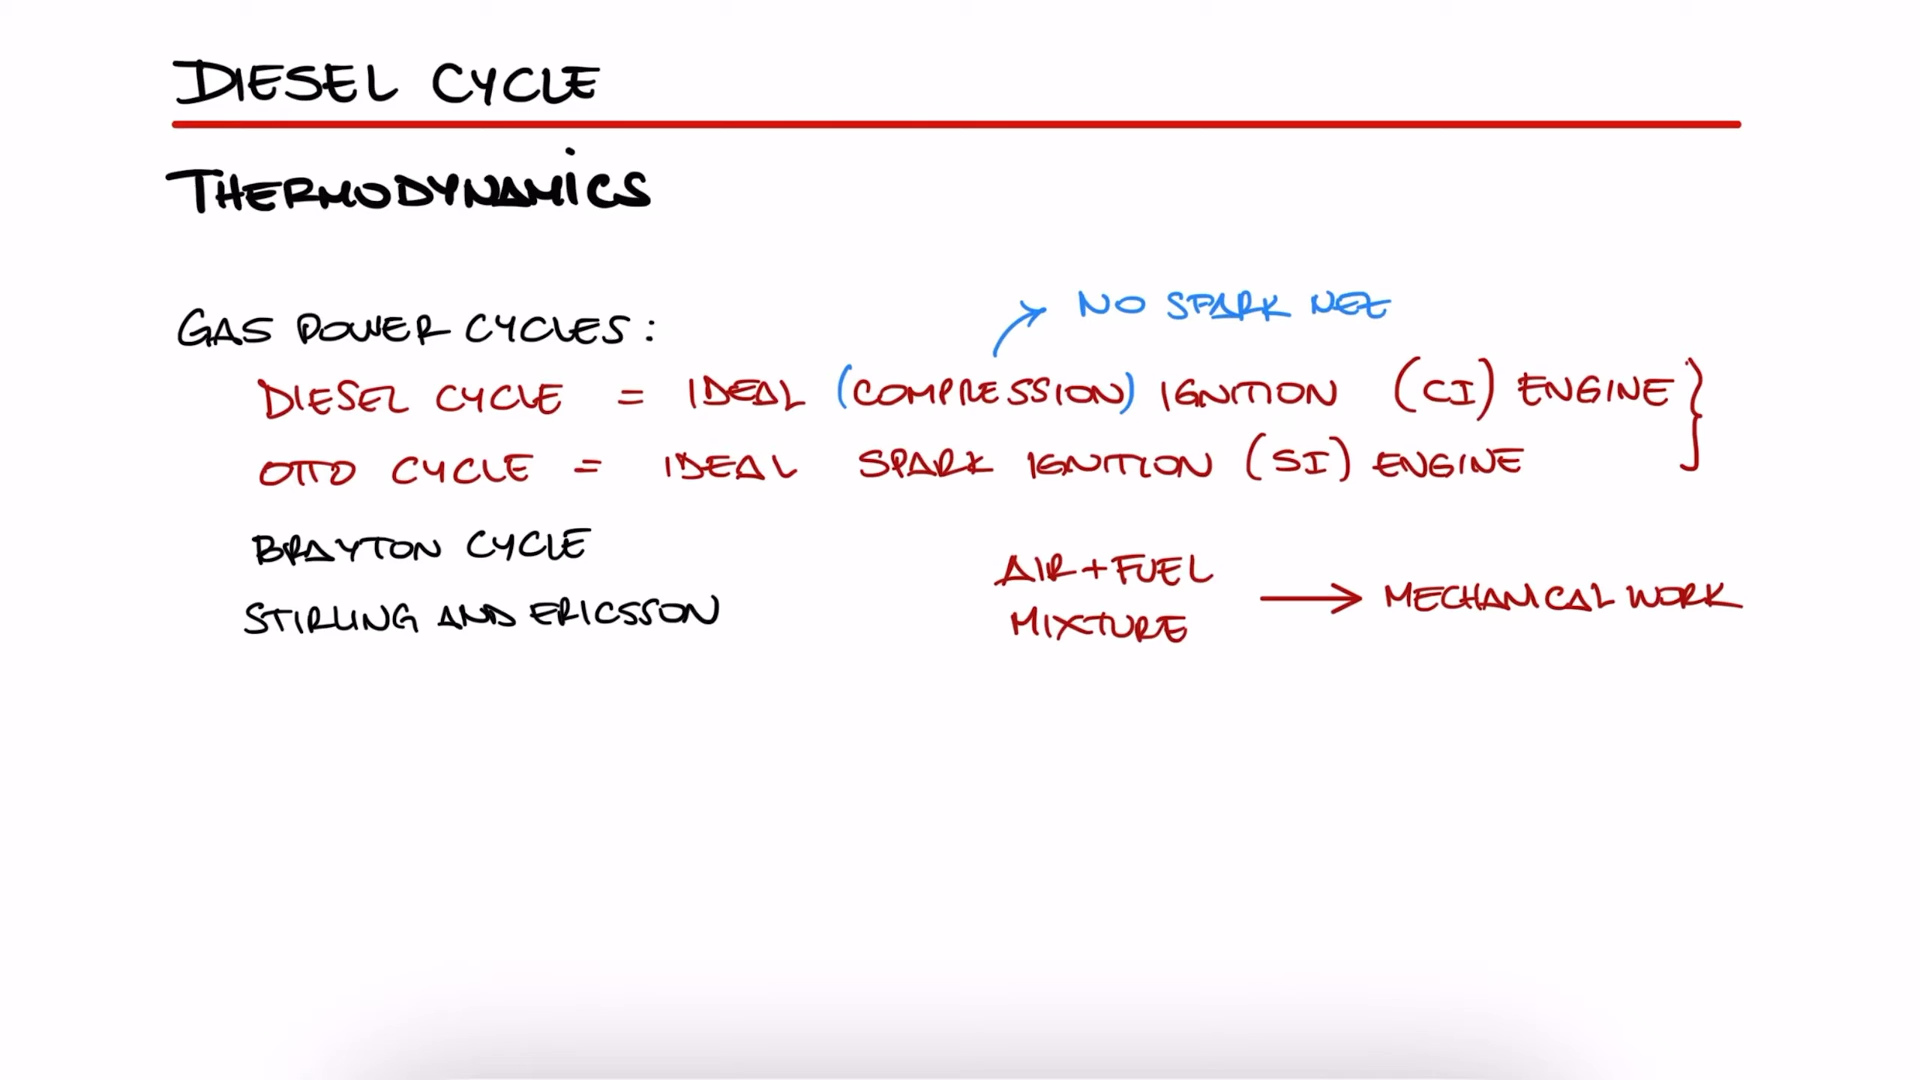 DIESEL CYCLE
THERMODYNAMICS
GAS POWER CYCLES:
NO SPARK NEE
DIESEL CYCLE = IDEAL (COMPRESSION) IGNITION (CI) ENGINE
OTTO CYCLE = IDEAL SPARK IGNITION (SI) ENGINE
BRAYTON CYCLE
STIRLING AND ERICSSON
AIR+FUEL
MIXTURE → MECHANICAL WORK